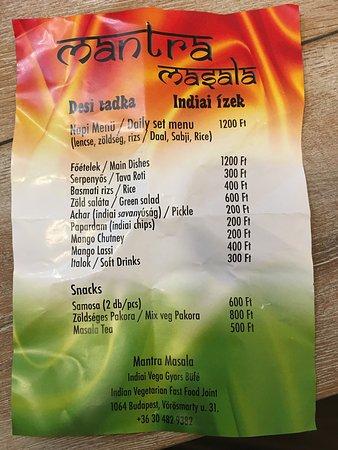 mantra
masala
Desi tadka Indiai ízek
Napi Menü / Daily set menu 1200 Ft
(lencse, zöldség, rizs / Daal, Sabji, Rice)
Főételek / Main Dishes 1200 Ft
Serpenyős / Tava Roti 300 Ft
Basmati rizs / Rice 400 Ft
Zöld saláta / Green salad 600 Ft
Achar (indiai savanyúság) / Pickle 200 Ft
Papardam (indiai chips) 200 Ft
Mango Chutney 200 Ft
Mango Lassi 400 Ft
Italok / Soft Drinks 300 Ft
Snacks
Samosa (2 db/pcs) 600 Ft
Zöldséges Pakora / Mix veg Pakora 800 Ft
Masala Tea 500 Ft
Mantra Masala
Indiai Vega Gyors Büfé
Indian Vegetarian Fast Food Joint
1064 Budapest, Vörösmarty u. 31.
+36 30 482 9382